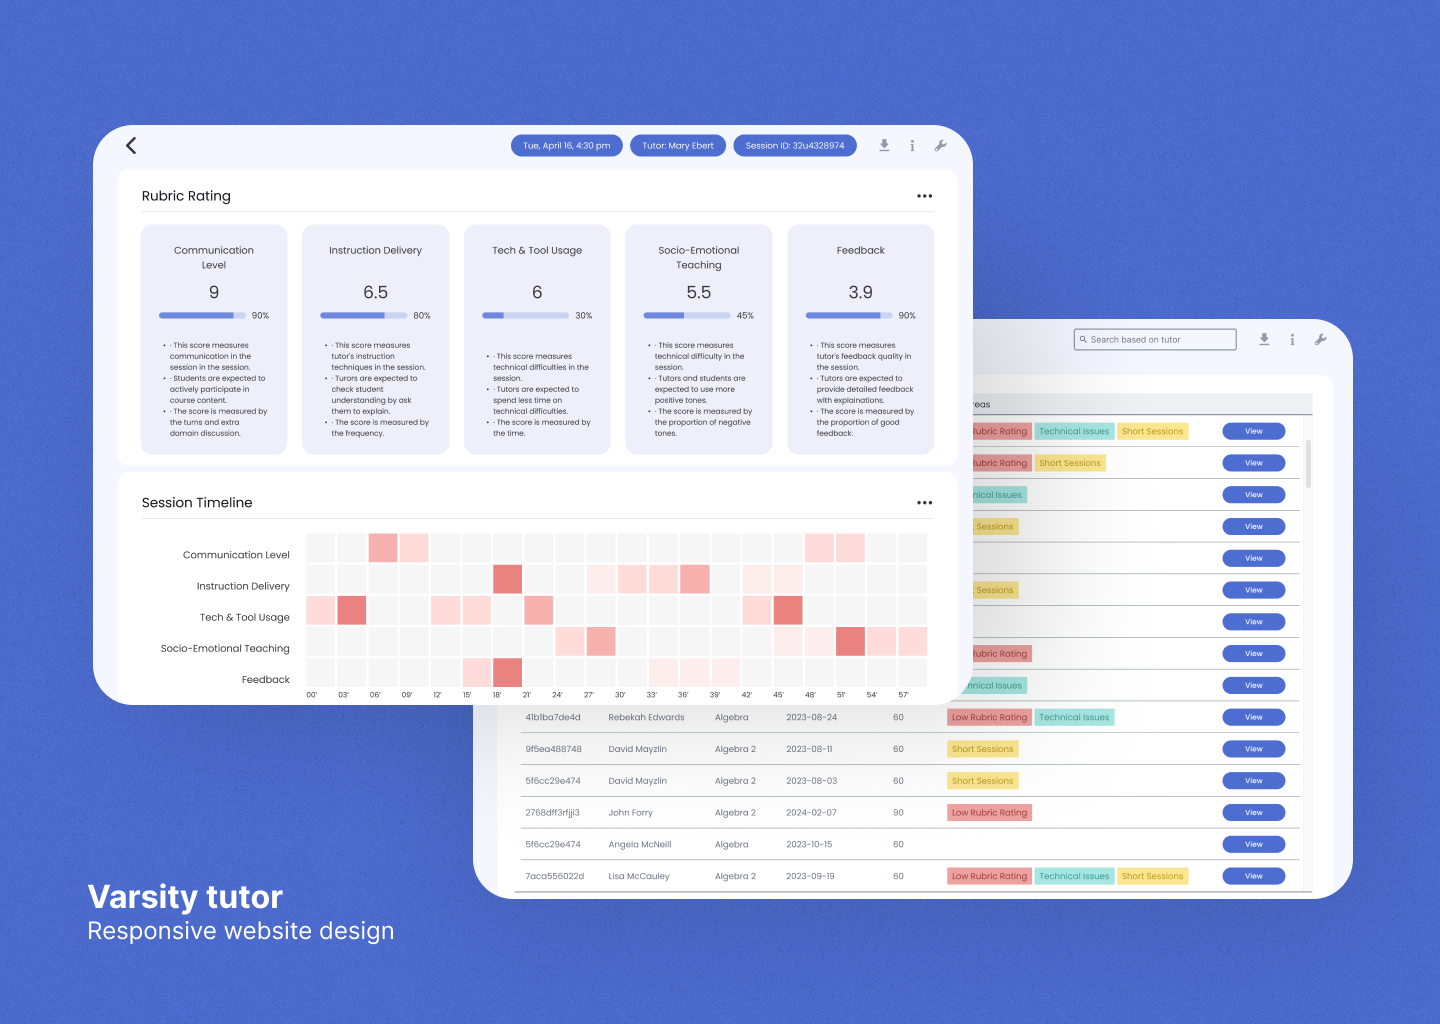 Tue, April 16, 4:30 pm
Tutor: Mary Ebert
Session ID: 32u4328974
Rubric Rating
Communication
Level
9
90%
• · This score measures
communication in the
session in the session.
• · Students are expected to
actively participate in
course content.
• · The score is measured by
the turns and extra
domain discussion.
Instruction Delivery
6.5
80%
• · This score measures
tutor's instruction
techniques in the session.
• · Turors are expected to
check student
understanding by ask
them to explain.
• · The score is measured by
the frequency.
Tech & Tool Usage
6
30%
• · This score measures
technical difficulties in the
session.
• · Tutors are expected to
spend less time on
technical difficulties.
• · The score is measured by
the time.
Socio-Emotional
Teaching
5.5
45%
• · This score measures
technical difficulty in the
session.
• · Tutors and students are
expected to use more
positive tones.
• · The score is measured by
the proportion of negative
tones.
Feedback
3.9
90%
• · This score measures
tutor's feedback quality in
the session.
• · Tutors are expected to
provide detailed feedback
with explainations.
• · The score is measured by
the proportion of good
feedback.
Session Timeline
Communication Level
Instruction Delivery
Tech & Tool Usage
Socio-Emotional Teaching
Feedback
00' 03' 06' 09' 12' 15' 18' 21' 24' 27' 30' 33' 36' 39' 42' 45' 48' 51' 54' 57'
Search based on tutor
reas
Rubric Rating Technical Issues Short Sessions View
Rubric Rating Short Sessions View
nical Issues View
Sessions View
View
Sessions View
View
Rubric Rating View
hnical Issues View
41b1ba7de4d Rebekah Edwards Algebra 2023-08-24 60 Low Rubric Rating Technical Issues View
9f5ea488748 David Mayzlin Algebra 2 2023-08-11 60 Short Sessions View
5f6cc29e474 David Mayzlin Algebra 2 2023-08-03 60 Short Sessions View
2768dff3rfjji3 John Forry Algebra 2 2024-02-07 90 Low Rubric Rating View
5f6cc29e474 Angela McNeill Algebra 2023-10-15 60 View
7aca556022d Lisa McCauley Algebra 2 2023-09-19 60 Low Rubric Rating Technical Issues Short Sessions View
Varsity tutor
Responsive website design